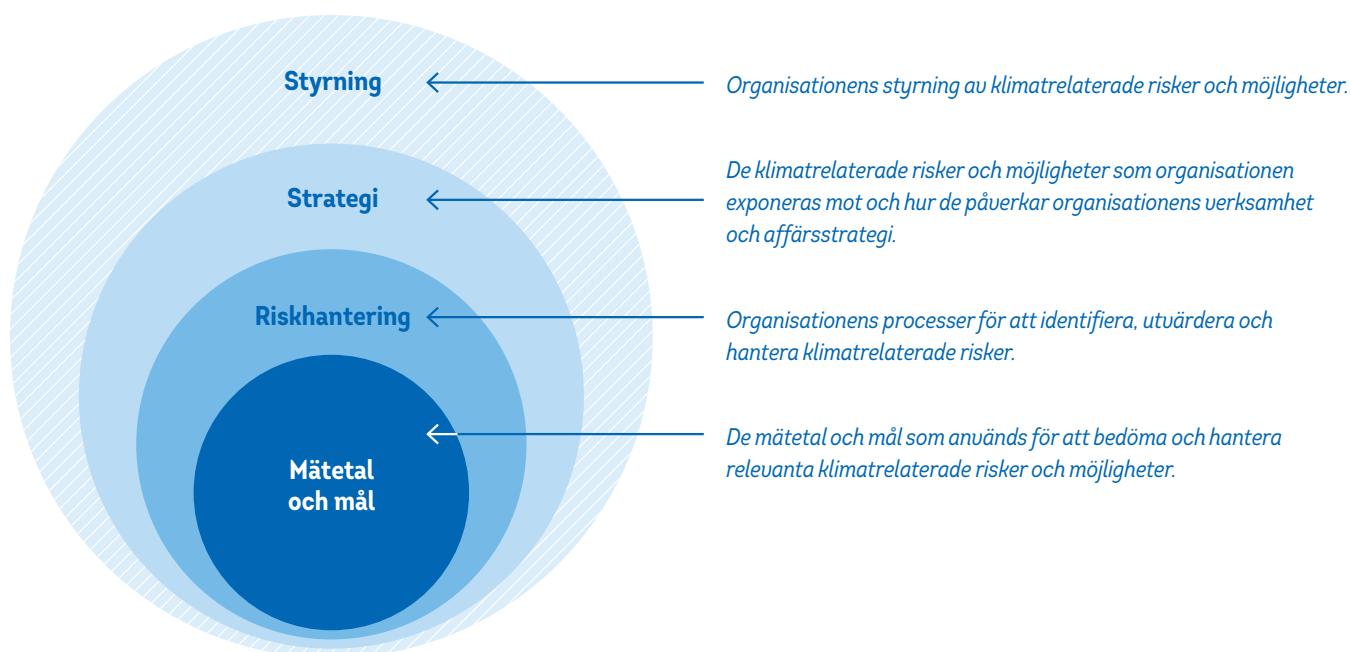 Styrning
Organisationens styrning av klimatrelaterade risker och möjligheter.
Strategi
De klimatrelaterade risker och möjligheter som organisationen
exponeras mot och hur de påverkar organisationens verksamhet
och affärsstrategi.
Riskhantering
Organisationens processer för att identifiera, utvärdera och
hantera klimatrelaterade risker.
Mätetal
och mål
De mätetal och mål som används för att bedöma och hantera
relevanta klimatrelaterade risker och möjligheter.